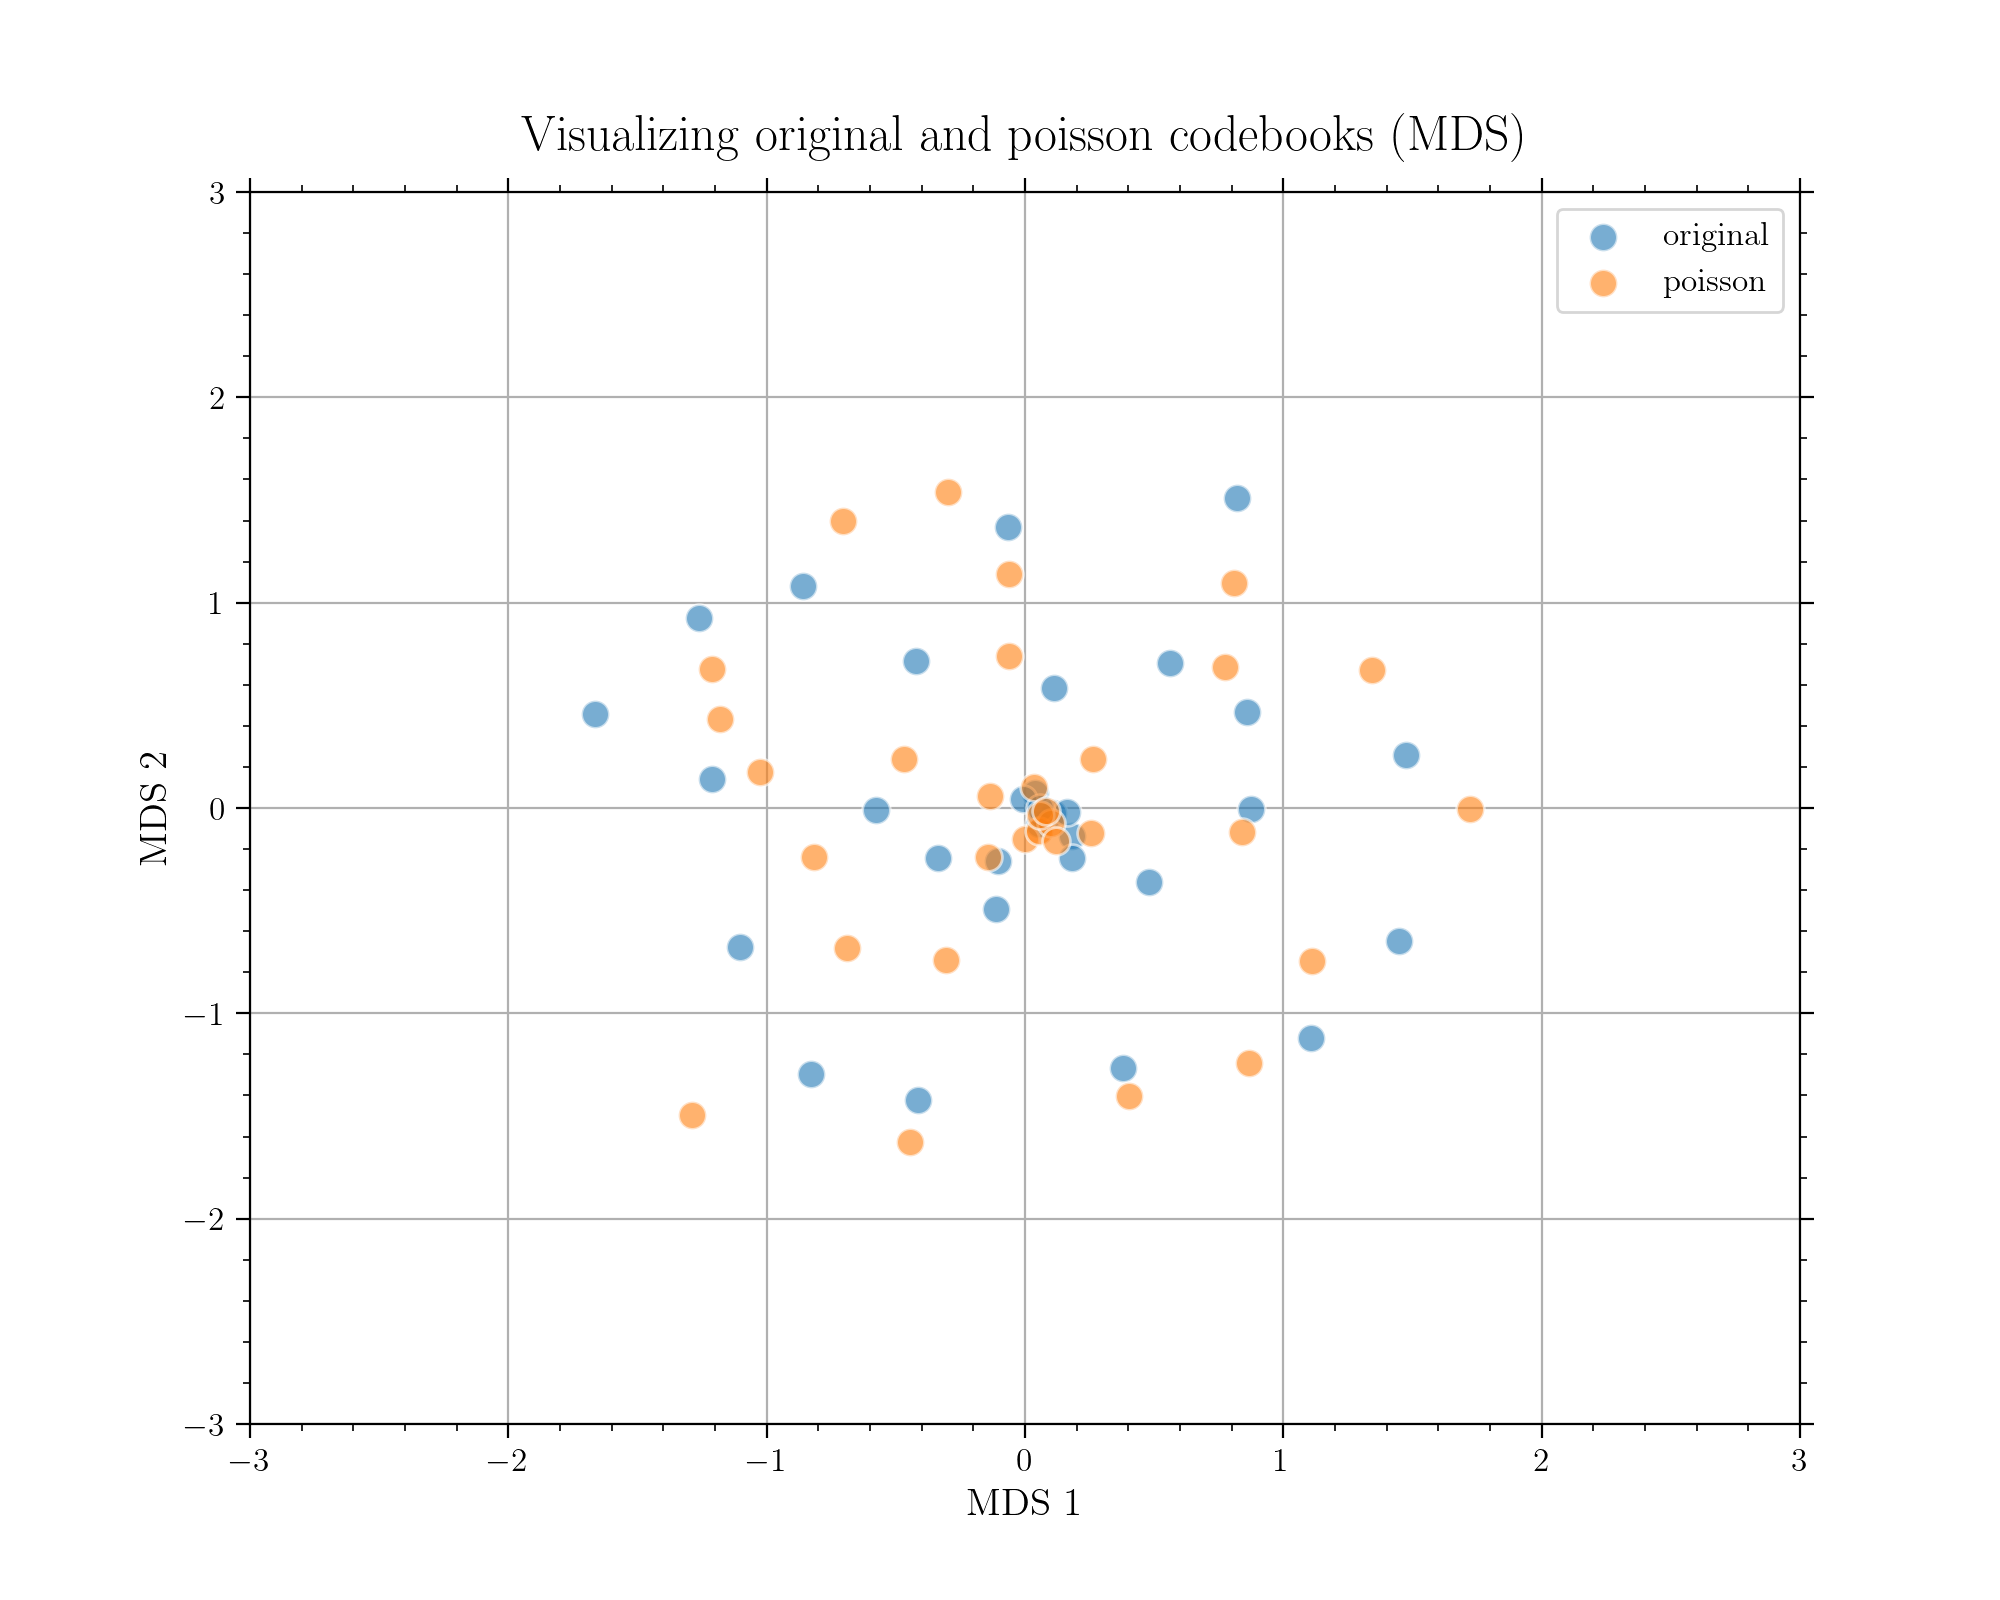 Visualizing original and poisson codebooks (MDS)
original
poisson
3
2
1
0
−1
−2
−3
MDS 2
−3 −2 −1 0 1 2 3
MDS 1